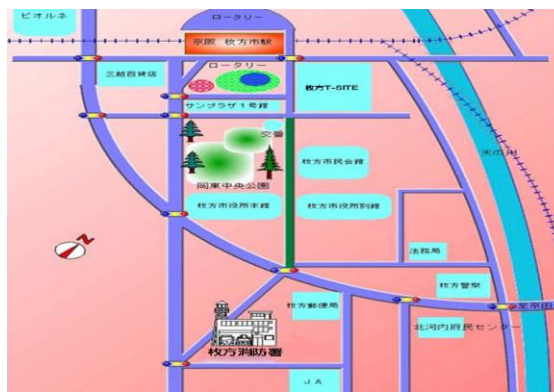 ビオルネ
ロータリー
京阪 枚方市駅
三越百貨店
ロータリー
枚方T-SITE
サンプラザ1号館
交番
天の川
枚方市民会館
岡東中央公園
枚方市役所本館
枚方市役所別館
N
法務局
枚方警察
枚方郵便局
北河内府民センター
枚方消防署
JA